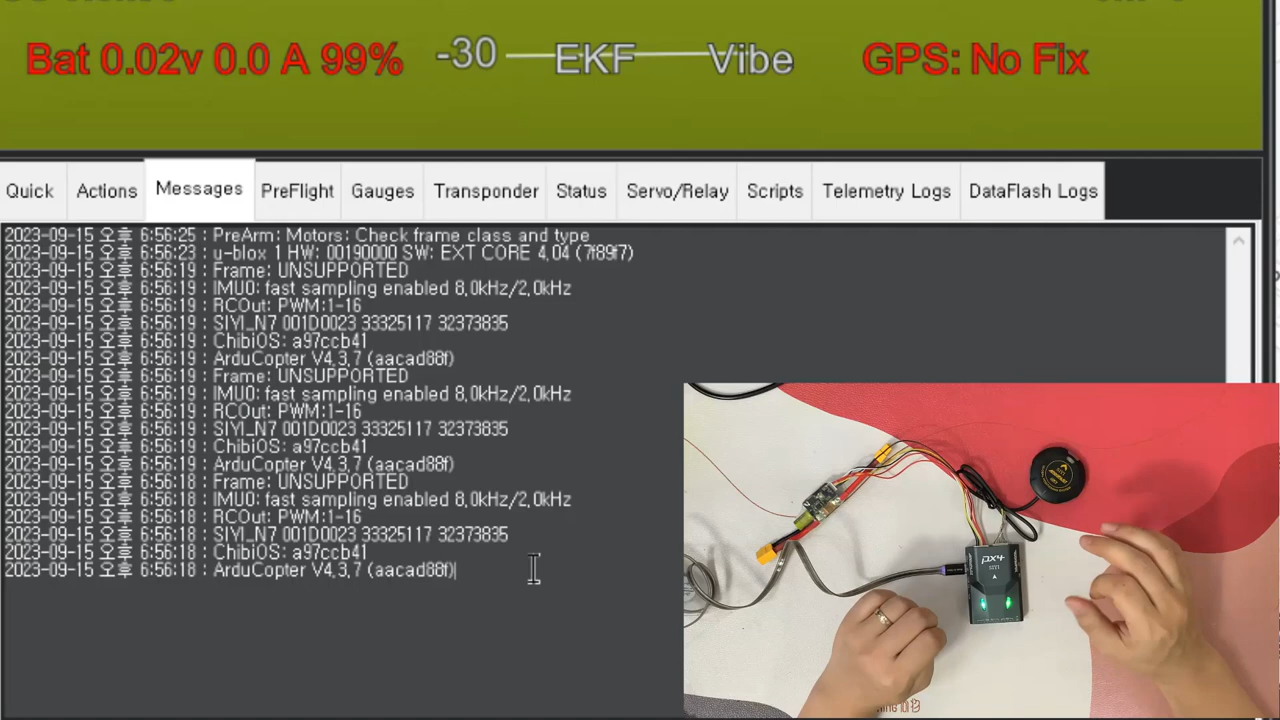 Bat 0.02v 0.0 A 99% -30 EKF Vibe GPS: No Fix
Quick Actions Messages PreFlight Gauges Transponder Status Servo/Relay Scripts Telemetry Logs DataFlash Logs
2023-09-15 오후 6:56:25 : PreArm: Motors: Check frame class and type
2023-09-15 오후 6:56:23 : u-blox 1 HW: 00190000 SW: EXT CORE 4.04 (7f89f7)
2023-09-15 오후 6:56:19 : Frame: UNSUPPORTED
2023-09-15 오후 6:56:19 : IMU0: fast sampling enabled 8.0kHz/2.0kHz
2023-09-15 오후 6:56:19 : RCOut: PWM:1-16
2023-09-15 오후 6:56:19 : SIYI_N7 001D0023 33325117 32373835
2023-09-15 오후 6:56:19 : ChibiOS: a97ccb41
2023-09-15 오후 6:56:19 : ArduCopter V4.3.7 (aacad88f)
2023-09-15 오후 6:56:19 : Frame: UNSUPPORTED
2023-09-15 오후 6:56:19 : IMU0: fast sampling enabled 8.0kHz/2.0kHz
2023-09-15 오후 6:56:19 : RCOut: PWM:1-16
2023-09-15 오후 6:56:19 : SIYI_N7 001D0023 33325117 32373835
2023-09-15 오후 6:56:19 : ChibiOS: a97ccb41
2023-09-15 오후 6:56:19 : ArduCopter V4.3.7 (aacad88f)
2023-09-15 오후 6:56:18 : Frame: UNSUPPORTED
2023-09-15 오후 6:56:18 : IMU0: fast sampling enabled 8.0kHz/2.0kHz
2023-09-15 오후 6:56:18 : RCOut: PWM:1-16
2023-09-15 오후 6:56:18 : SIYI_N7 001D0023 33325117 32373835
2023-09-15 오후 6:56:18 : ChibiOS: a97ccb41
2023-09-15 오후 6:56:18 : ArduCopter V4.3.7 (aacad88f)
px4
SIYI